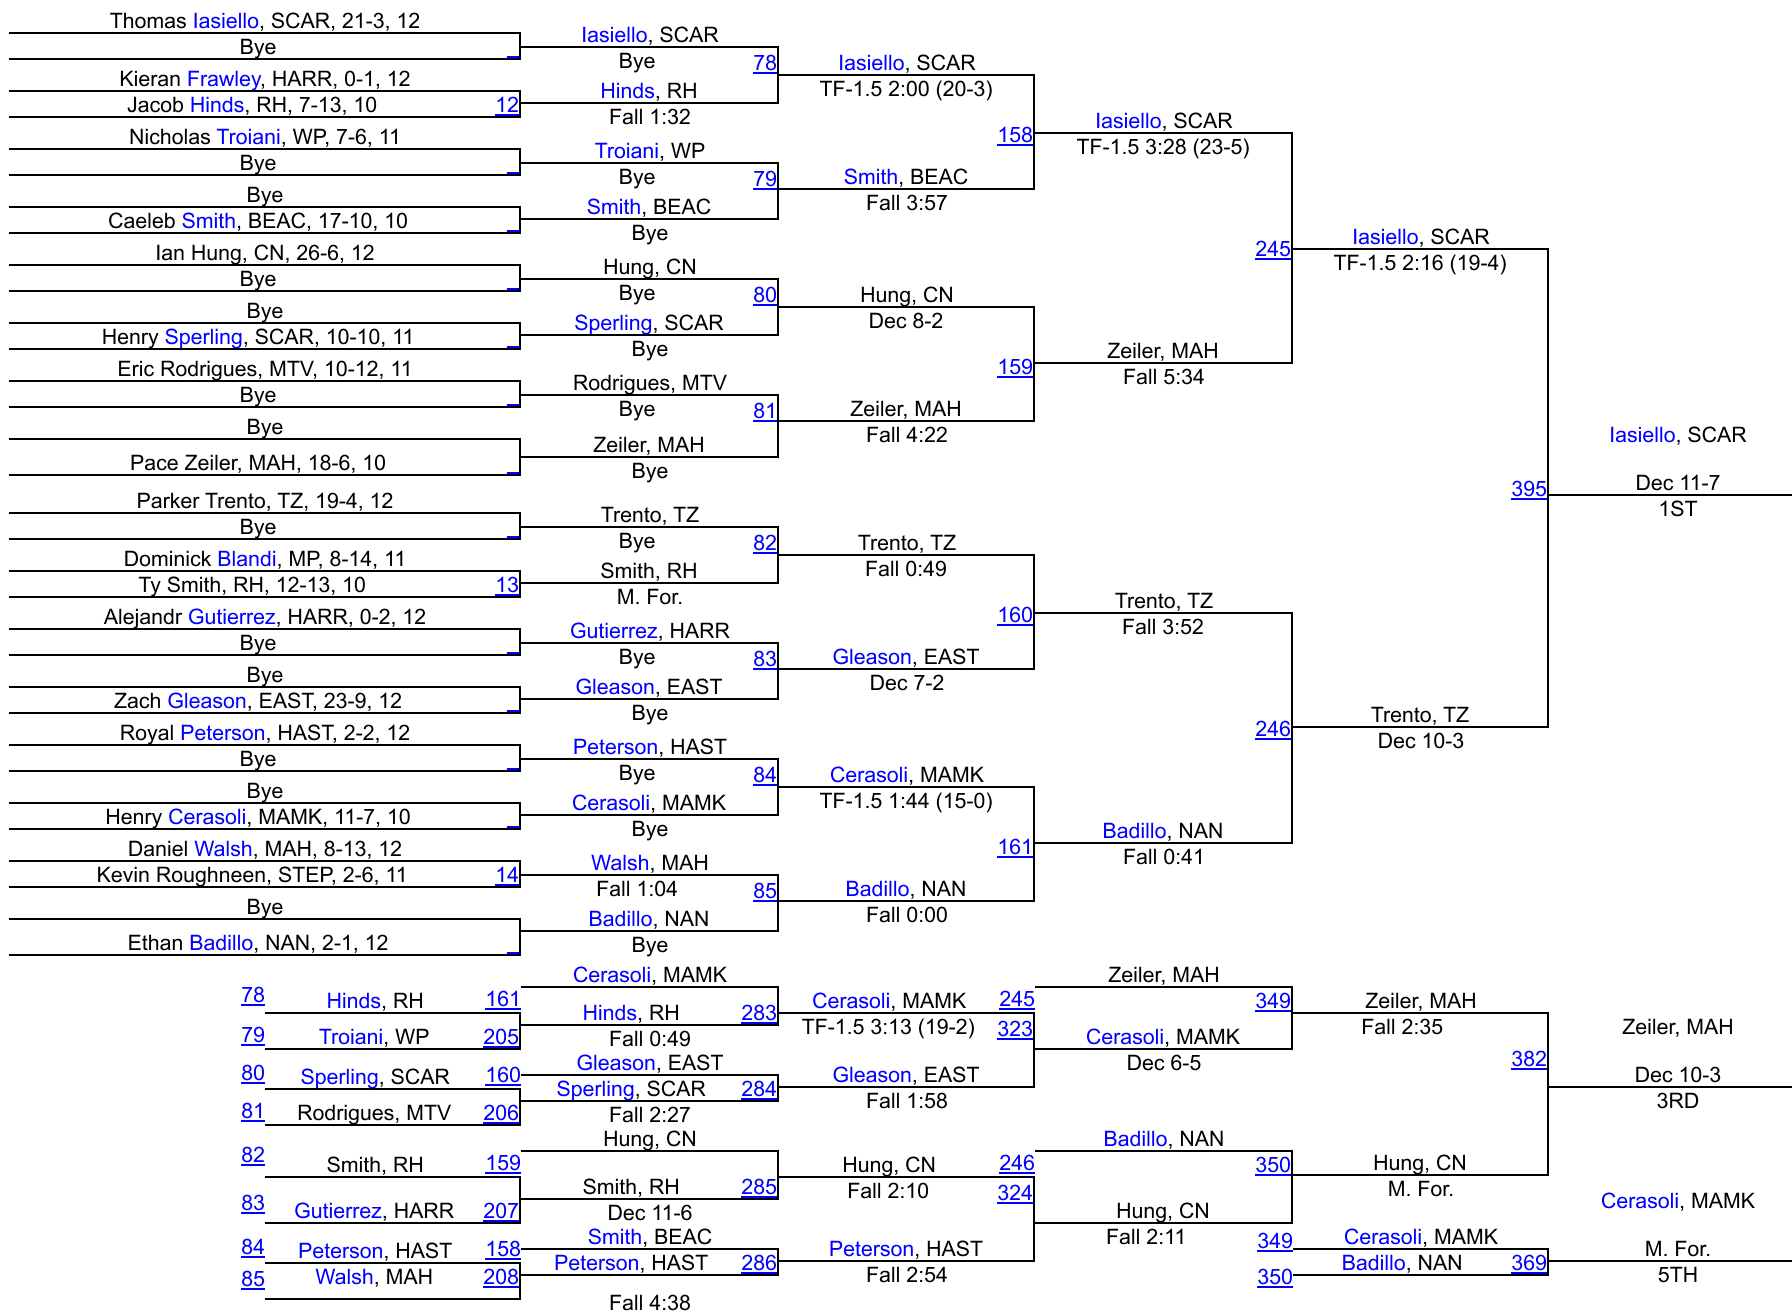 Thomas Iasiello, SCAR, 21-3, 12
Bye
Kieran Frawley, HARR, 0-1, 12
Jacob Hinds, RH, 7-13, 10
12
Nicholas Troiani, WP, 7-6, 11
Bye
Bye
Caeleb Smith, BEAC, 17-10, 10
Ian Hung, CN, 26-6, 12
Bye
Bye
Henry Sperling, SCAR, 10-10, 11
Eric Rodrigues, MTV, 10-12, 11
Bye
Bye
Pace Zeiler, MAH, 18-6, 10
Parker Trento, TZ, 19-4, 12
Bye
Dominick Blandi, MP, 8-14, 11
Ty Smith, RH, 12-13, 10
13
Alejandr Gutierrez, HARR, 0-2, 12
Bye
Bye
Zach Gleason, EAST, 23-9, 12
Royal Peterson, HAST, 2-2, 12
Bye
Bye
Henry Cerasoli, MAMK, 11-7, 10
Daniel Walsh, MAH, 8-13, 12
Kevin Roughneen, STEP, 2-6, 11
14
Bye
Ethan Badillo, NAN, 2-1, 12
Iasiello, SCAR
Bye
78
Hinds, RH
Fall 1:32
Troiani, WP
Bye
79
Smith, BEAC
Bye
Hung, CN
Bye
80
Sperling, SCAR
Bye
Rodrigues, MTV
Bye
81
Zeiler, MAH
Bye
Trento, TZ
Bye
82
Smith, RH
M. For.
Gutierrez, HARR
Bye
83
Gleason, EAST
Bye
Peterson, HAST
Bye
84
Cerasoli, MAMK
Bye
Walsh, MAH
Fall 1:04
85
Badillo, NAN
Bye
Iasiello, SCAR
TF-1.5 2:00 (20-3)
158
Smith, BEAC
Fall 3:57
Hung, CN
Dec 8-2
159
Zeiler, MAH
Fall 4:22
Trento, TZ
Fall 0:49
160
Gleason, EAST
Dec 7-2
Cerasoli, MAMK
TF-1.5 1:44 (15-0)
161
Badillo, NAN
Fall 0:00
Iasiello, SCAR
TF-1.5 3:28 (23-5)
245
Zeiler, MAH
Fall 5:34
Trento, TZ
Fall 3:52
246
Badillo, NAN
Fall 0:41
Iasiello, SCAR
TF-1.5 2:16 (19-4)
395
Trento, TZ
Dec 10-3
Iasiello, SCAR
Dec 11-7
1ST
78
Hinds, RH
161
79
Troiani, WP
205
80
Sperling, SCAR
160
81
Rodrigues, MTV
206
82
Smith, RH
159
83
Gutierrez, HARR
207
84
Peterson, HAST
158
85
Walsh, MAH
208
Cerasoli, MAMK
Hinds, RH
283
Fall 0:49
Gleason, EAST
Sperling, SCAR
284
Fall 2:27
Hung, CN
Smith, RH
285
Dec 11-6
Smith, BEAC
Peterson, HAST
286
Fall 4:38
Cerasoli, MAMK
245
TF-1.5 3:13 (19-2)
323
Gleason, EAST
Fall 1:58
Hung, CN
246
Fall 2:10
324
Peterson, HAST
Fall 2:54
Zeiler, MAH
349
Cerasoli, MAMK
Dec 6-5
Badillo, NAN
350
Hung, CN
Fall 2:11
Zeiler, MAH
Fall 2:35
382
Hung, CN
M. For.
349
Cerasoli, MAMK
Badillo, NAN
369
350
Zeiler, MAH
Dec 10-3
3RD
Cerasoli, MAMK
M. For.
5TH